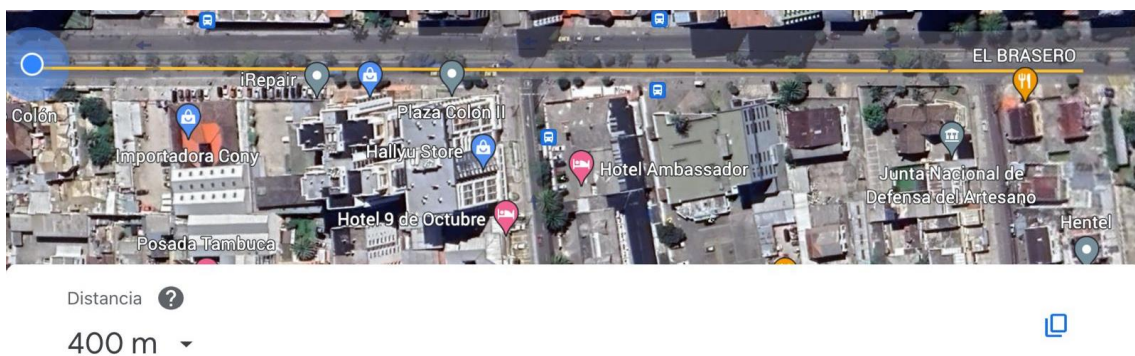 EL BRASERO
iRepair
Colón
Plaza Colón II
Importadora Cony
Hallyu Store
Hotel Ambassador
Junta Nacional de
Defensa del Artesano
Hotel 9 de Octubre
Hentel
Posada Tambuca
Distancia ?
400 m